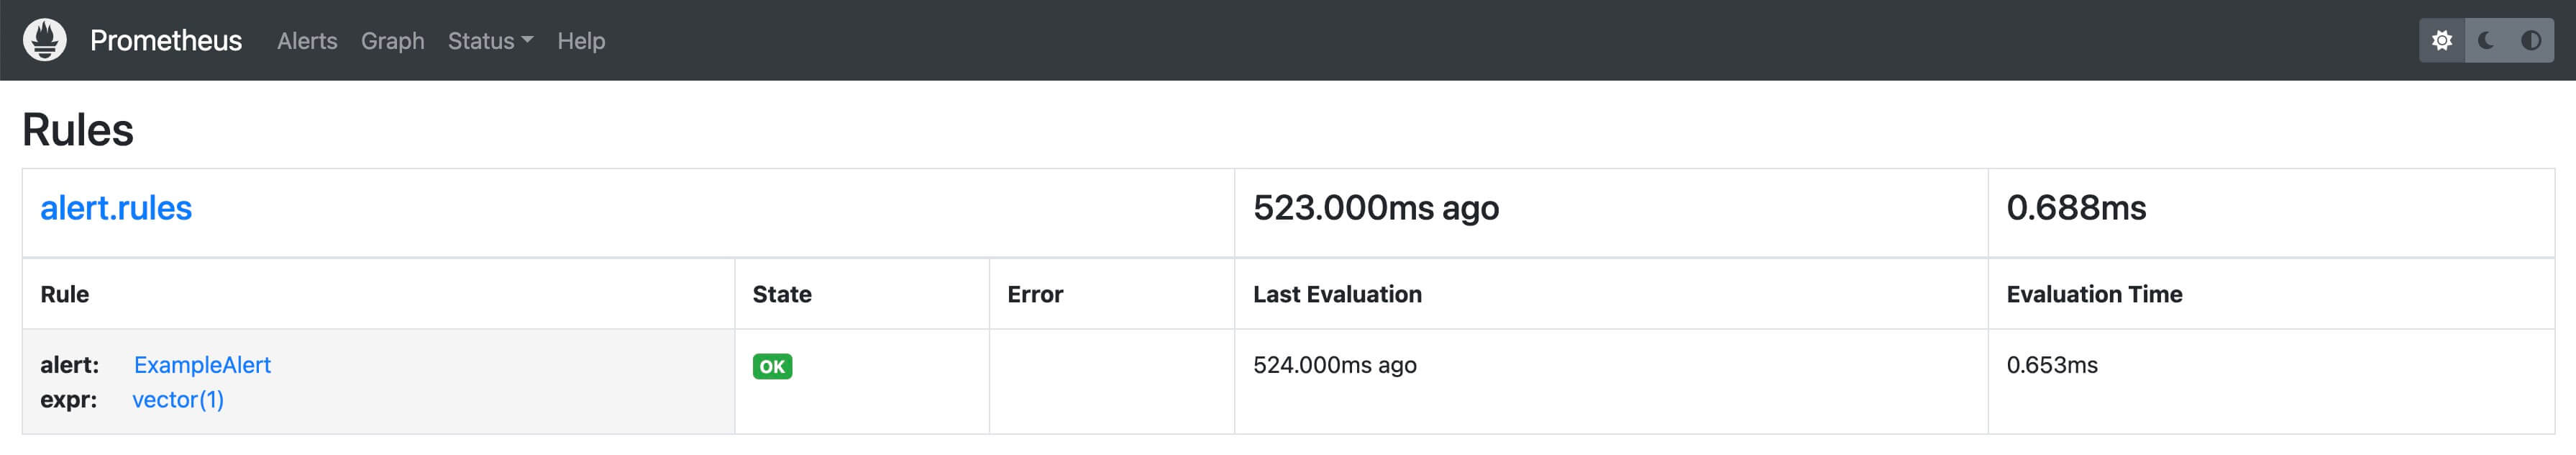 Prometheus Alerts Graph Status Help
Rules
alert.rules 523.000ms ago 0.688ms
Rule State Error Last Evaluation Evaluation Time
alert: ExampleAlert OK 524.000ms ago 0.653ms
expr: vector(1)